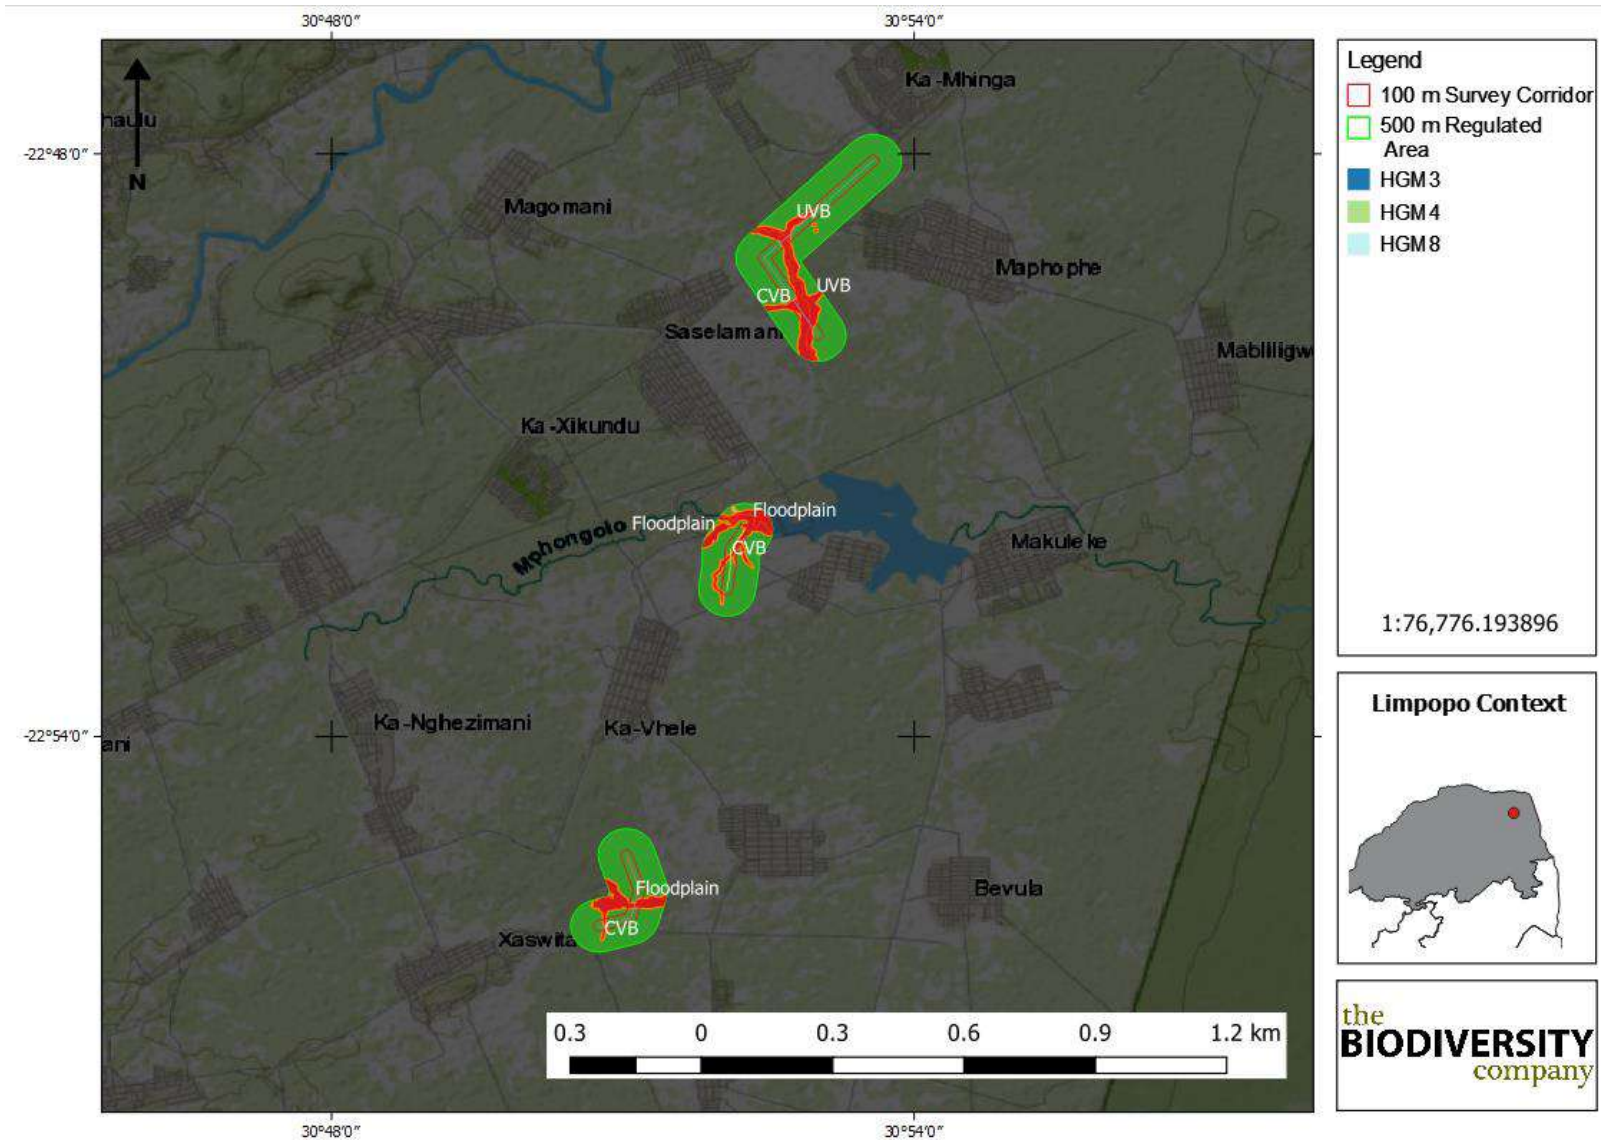 30°48'0"
30°54'0"
Ka-Mhinga
haulu
-22°48'0"
N
Magomani
UVB
Maphophe
UVB
CVB
Saselamani
Mabliligw
Ka-Xikundu
Floodplain
Floodplain
Mphongolo
CVB
Makuleke
-22°54'0"
ani
Ka-Nghezimani
Ka-Vhele
Floodplain
Bevula
CVB
Xaswita
0.3 0 0.3 0.6 0.9 1.2 km
30°48'0"
30°54'0"
Legend
100 m Survey Corridor
500 m Regulated
Area
HGM 3
HGM 4
HGM 8
1:76,776.193896
Limpopo Context
the
BIODIVERSITY
company